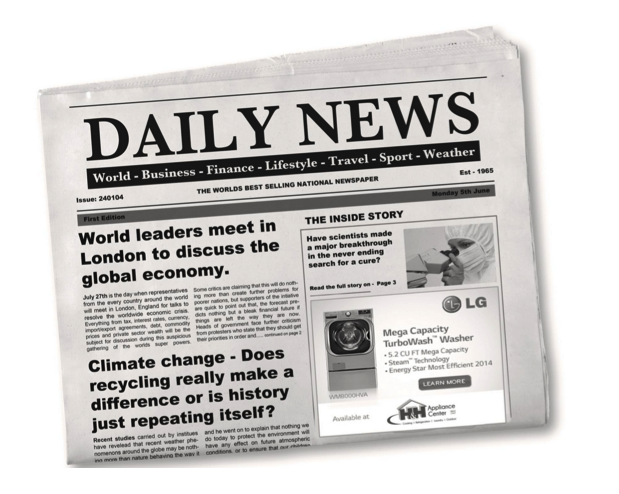 DAILY NEWS
World - Business - Finance - Lifestyle - Travel - Sport - Weather
Issue: 240104
THE WORLDS BEST SELLING NATIONAL NEWSPAPER
Est - 1965
First Edition
Monday 5th June
World leaders meet in
London to discuss the
global economy.
July 27th is the day when representatives
from the every country around the world
will meet in London, England for talks to
resolve the worldwide economic crisis.
Everything from tax, interest rates, currency,
import/export agreements, debt, commodity
prices and private sector wealth will be the
subject for discussion during this auspicious
gathering of the worlds super powers.
Some critics are claiming that this will do noth-
ing more than create further problems for
poorer nations, but supporters of the initiative
are quick to point out that, the forecast pre-
dicts nothing but a bleak financial future if
things are left the way they are now.
Heads of government face further criticism
from protesters who state that they should get
their priorities in order and..... continued on page 2
Climate change - Does
recycling really make a
difference or is history
just repeating itself?
Recent studies carried out by institues
have revelead that recent weather phe-
nomenons around the globe may be noth-
ing more than nature behaving the way it
and he went on to explain that nothing we
do today to protect the environment will
have any effect on future atmospheric
conditions, or to ensure that our children
THE INSIDE STORY
Have scientists made
a major breakthrough
in the never ending
search for a cure?
Read the full story on - Page 3
LG
Mega Capacity
TurboWash™ Washer
• 5.2 CU FT Mega Capacity
• Steam™ Technology
• Energy Star Most Efficient 2014
LEARN MORE
WM8000HVA
Available at
H&H Appliance
Center